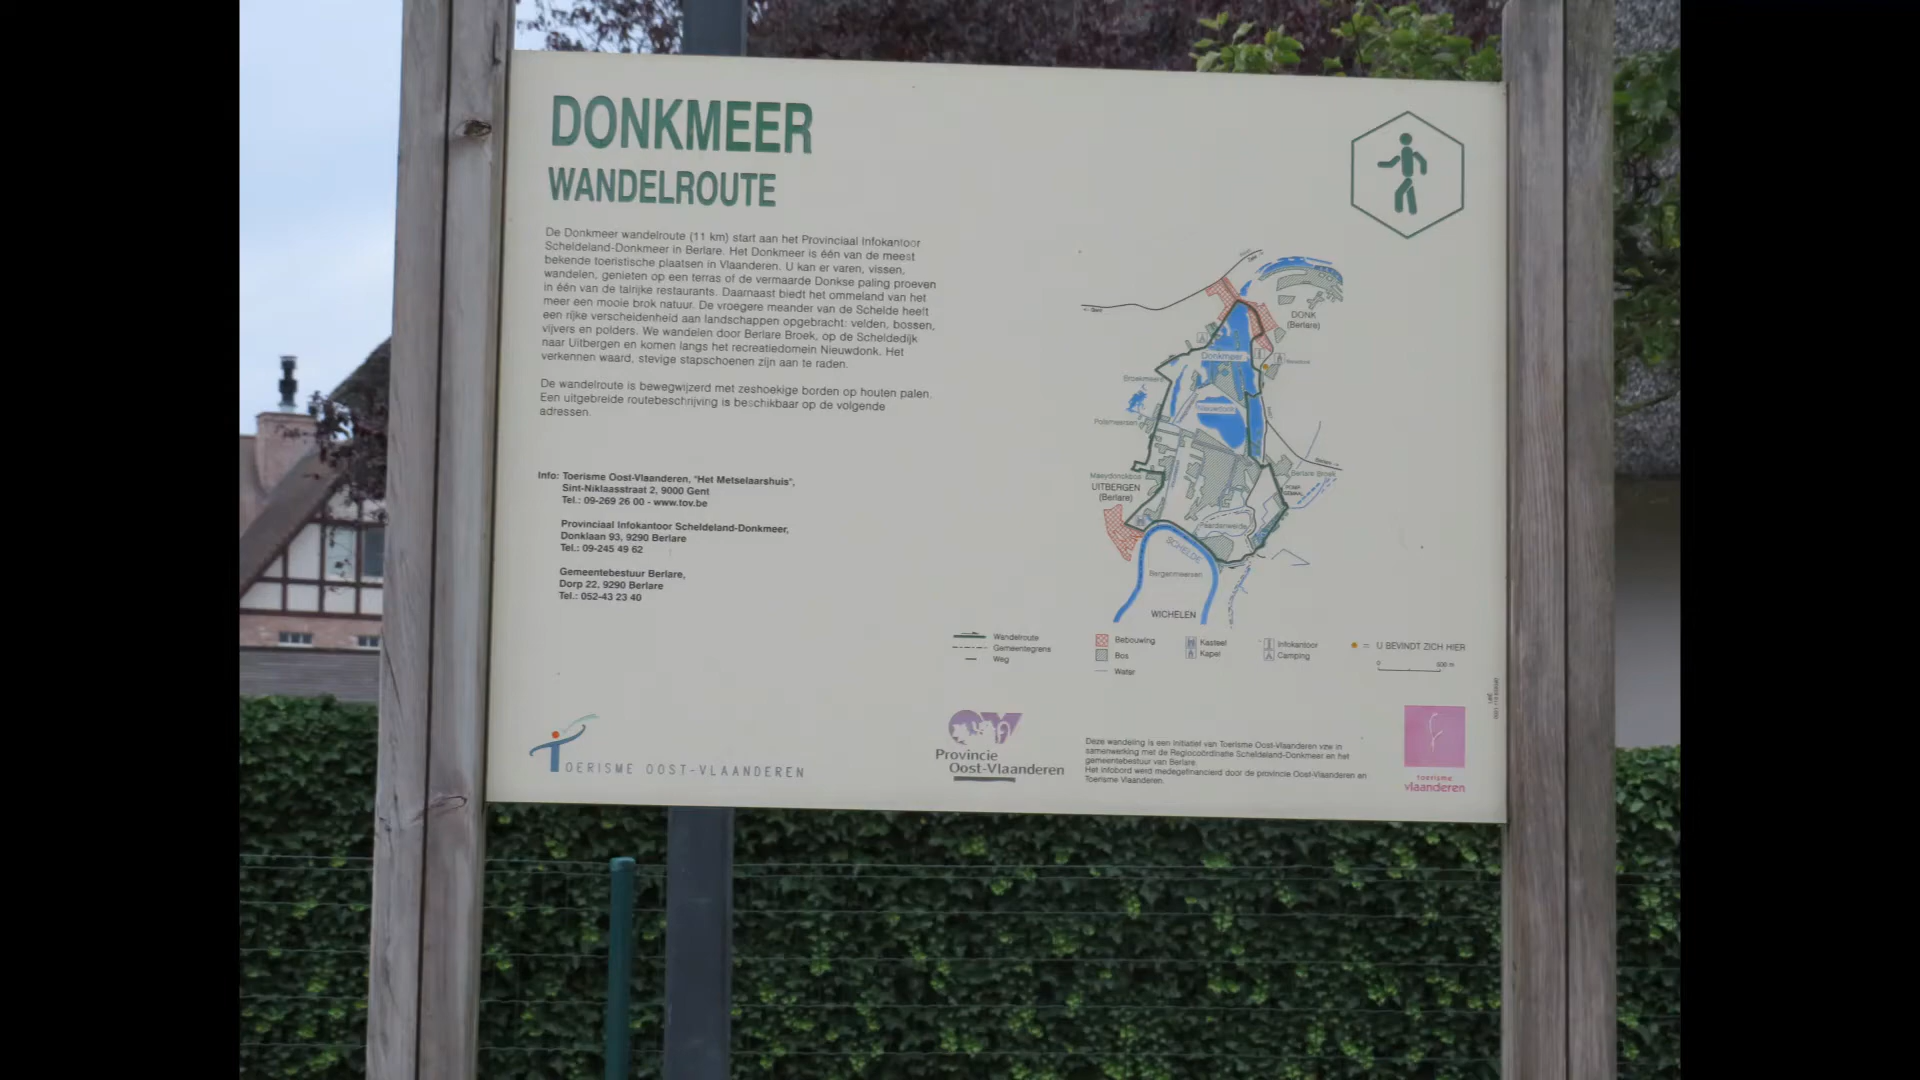 DONKMEER
WANDELROUTE
De Donkmeer wandelroute (11 km) start aan het Provinciaal Infokantoor
Scheldeland-Donkmeer in Berlare. Het Donkmeer is één van de meest
bekende toeristische plaatsen in Vlaanderen. U kan er varen, vissen,
wandelen, genieten op een terras of de vermaarde Donkse paling proeven
in één van de talrijke restaurants. Daarnaast biedt het ommeland van het
meer een mooie brok natuur. De vroegere meander van de Schelde heeft
een rijke verscheidenheid aan landschappen opgebracht: velden, bossen,
vijvers en polders. We wandelen door Berlare Broek, op de Scheldedijk
naar Uitbergen en komen langs het recreatiedomein Nieuwdonk. Het
verkennen waard, stevige stapschoenen zijn aan te raden.
De wandelroute is bewegwijzerd met zeshoekige borden op houten palen.
Een uitgebreide routebeschrijving is beschikbaar op de volgende
adressen.
Info: Toerisme Oost-Vlaanderen, "Het Metselaarshuis",
Sint-Niklaasstraat 2, 9000 Gent
Tel.: 09-269 26 00 - www.tov.be
Provinciaal Infokantoor Scheldeland-Donkmeer,
Donklaan 93, 9290 Berlare
Tel.: 09-245 49 62
Gemeentebestuur Berlare,
Dorp 22, 9290 Berlare
Tel.: 052-43 23 40
DONK
(Berlare)
Donkmeer
Broekmeers
Nieuwdonk
Berlare Broek
UITBERGEN
(Berlare)
Paardenweide
SCHELDE
Bergenmeersen
WICHELEN
Wandelroute
Gemeentegrens
Weg
Bebouwing
Bos
Water
Kasteel
Kapel
Infokantoor
Camping
= U BEVINDT ZICH HIER
0 500 m
TOERISME OOST-VLAANDEREN
Provincie
Oost-Vlaanderen
Deze wandeling is een initiatief van Toerisme Oost-Vlaanderen vzw in
samenwerking met de Regiocoördinatie Scheldeland-Donkmeer en het
gemeentebestuur van Berlare.
Het infobord werd medegefinancierd door de provincie Oost-Vlaanderen en
Toerisme Vlaanderen.
toerisme
vlaanderen